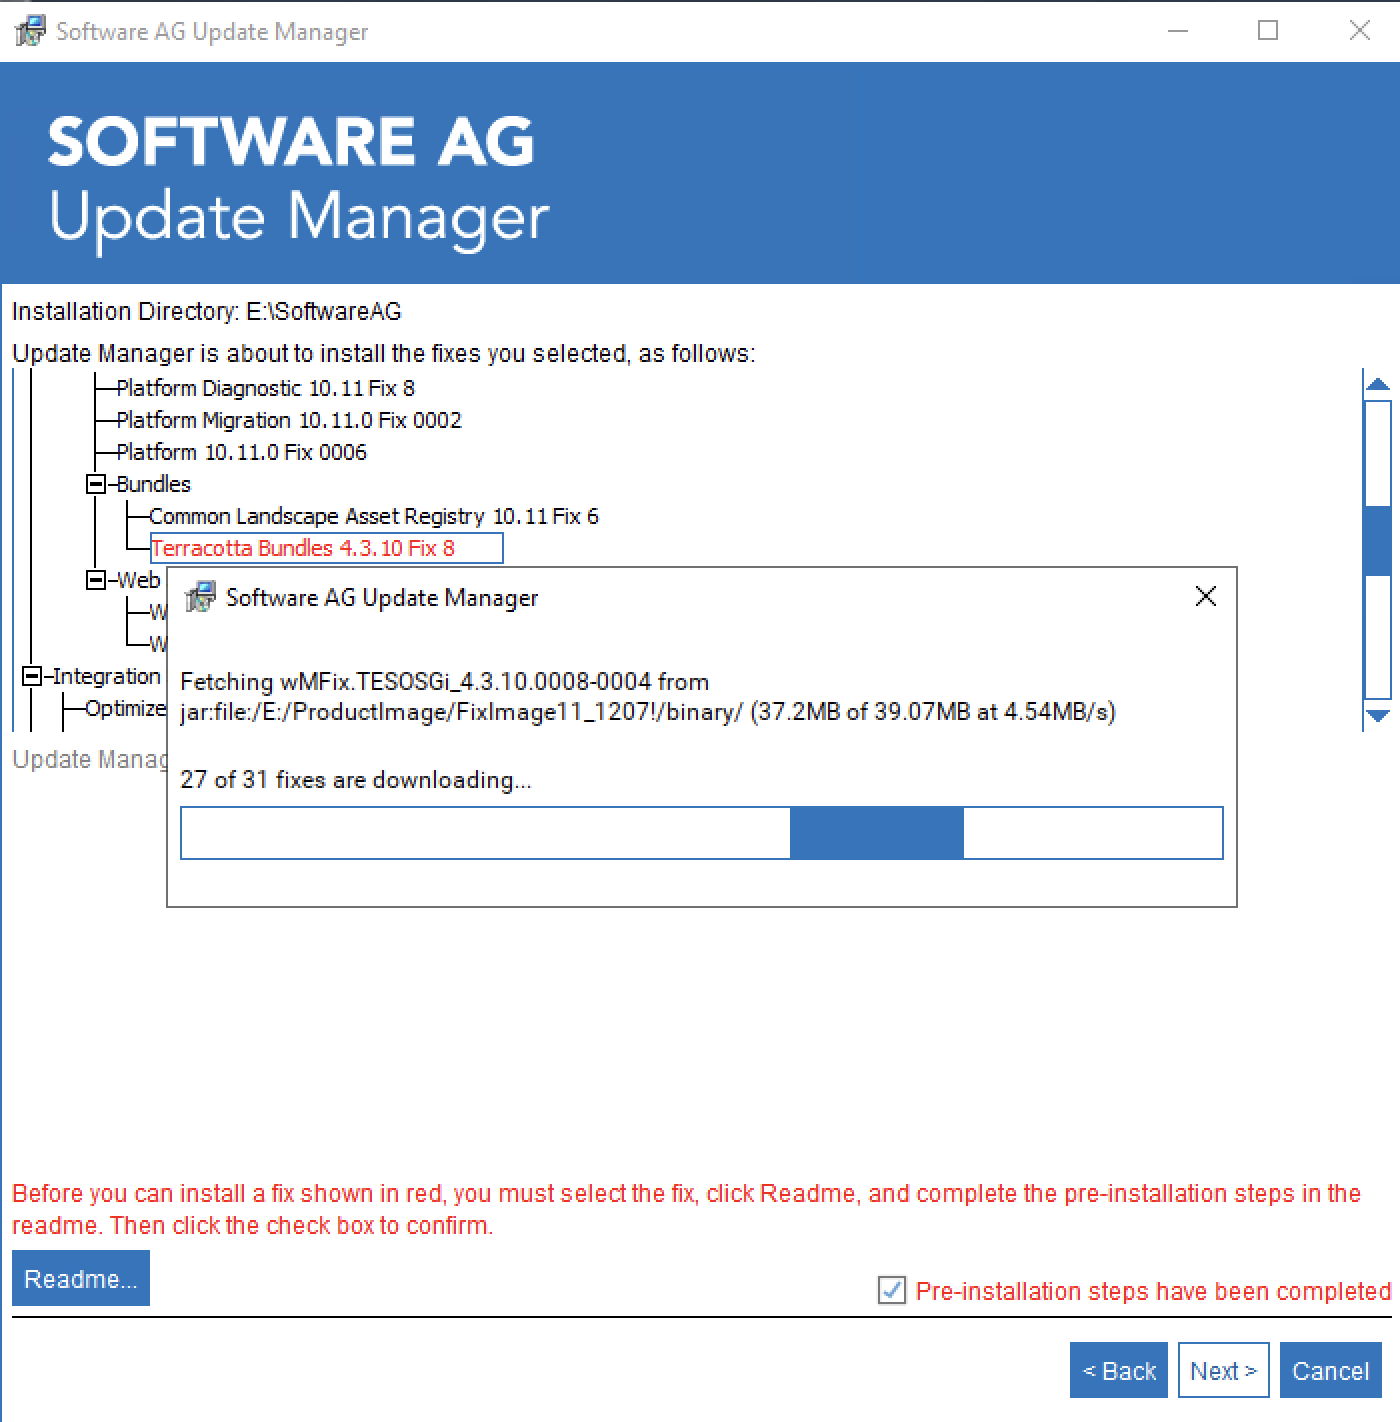 Software AG Update Manager
SOFTWARE AG
Update Manager
Installation Directory: E:\SoftwareAG
Update Manager is about to install the fixes you selected, as follows:
Platform Diagnostic 10.11 Fix 8
Platform Migration 10.11.0 Fix 0002
Platform 10.11.0 Fix 0006
Bundles
Common Landscape Asset Registry 10.11 Fix 6
Terracotta Bundles 4.3.10 Fix 8
Web
W
W
Integration
Optimize
Update Manag
Software AG Update Manager
Fetching wMFix.TESOSGi_4.3.10.0008-0004 from
jar:file:/E:/ProductImage/FixImage11_1207!/binary/ (37.2MB of 39.07MB at 4.54MB/s)
27 of 31 fixes are downloading...
Before you can install a fix shown in red, you must select the fix, click Readme, and complete the pre-installation steps in the
readme. Then click the check box to confirm.
Readme...
Pre-installation steps have been completed
< Back
Next >
Cancel